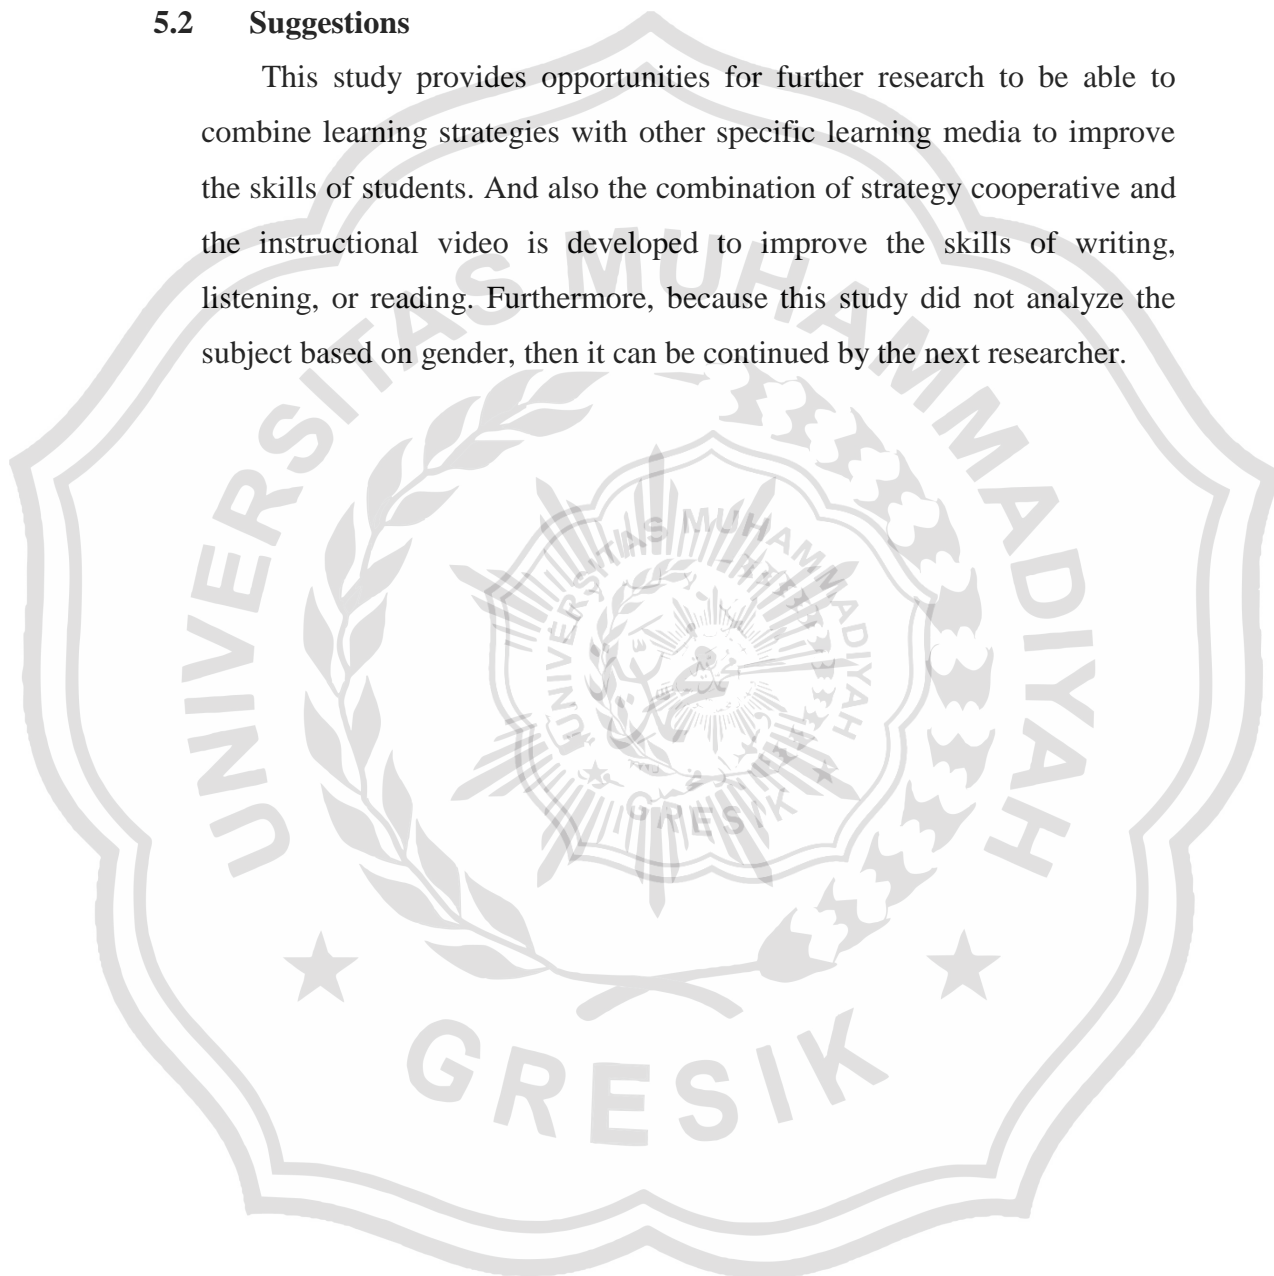 5.2 Suggestions
This study provides opportunities for further research to be able to
combine learning strategies with other specific learning media to improve
the skills of students. And also the combination of strategy cooperative and
the instructional video is developed to improve the skills of writing,
listening, or reading. Furthermore, because this study did not analyze the
subject based on gender, then it can be continued by the next researcher.
UNIVERSITAS MUHAMMADIYAH
GRESIK
UNIVERSITAS MUHAMMADIYAH
GRESIK